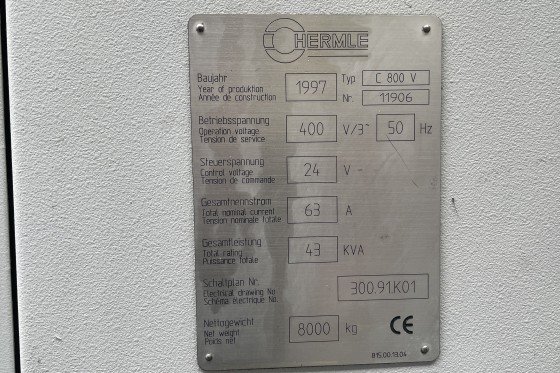 HERMLE
Baujahr
Year of produktion
Année de construction
1997
Typ C 800 V
Nr. 11906
Betriebsspannung
Operation voltage
Tension de service
400 V/3~ 50 Hz
Steuerspannung
Control voltage
Tension de commande
24 V -
Gesamtnennstrom
Total nominal current
Tension nominale totale
63 A
Gesamtleistung
Total rating
Puissance totale
43 KVA
Schaltplan Nr.
Electrical drawing No
Schéma électrique No.
300.91.K01
Nettogewicht
Net weight
Poids net
8000 kg
CE
815.00.18.04